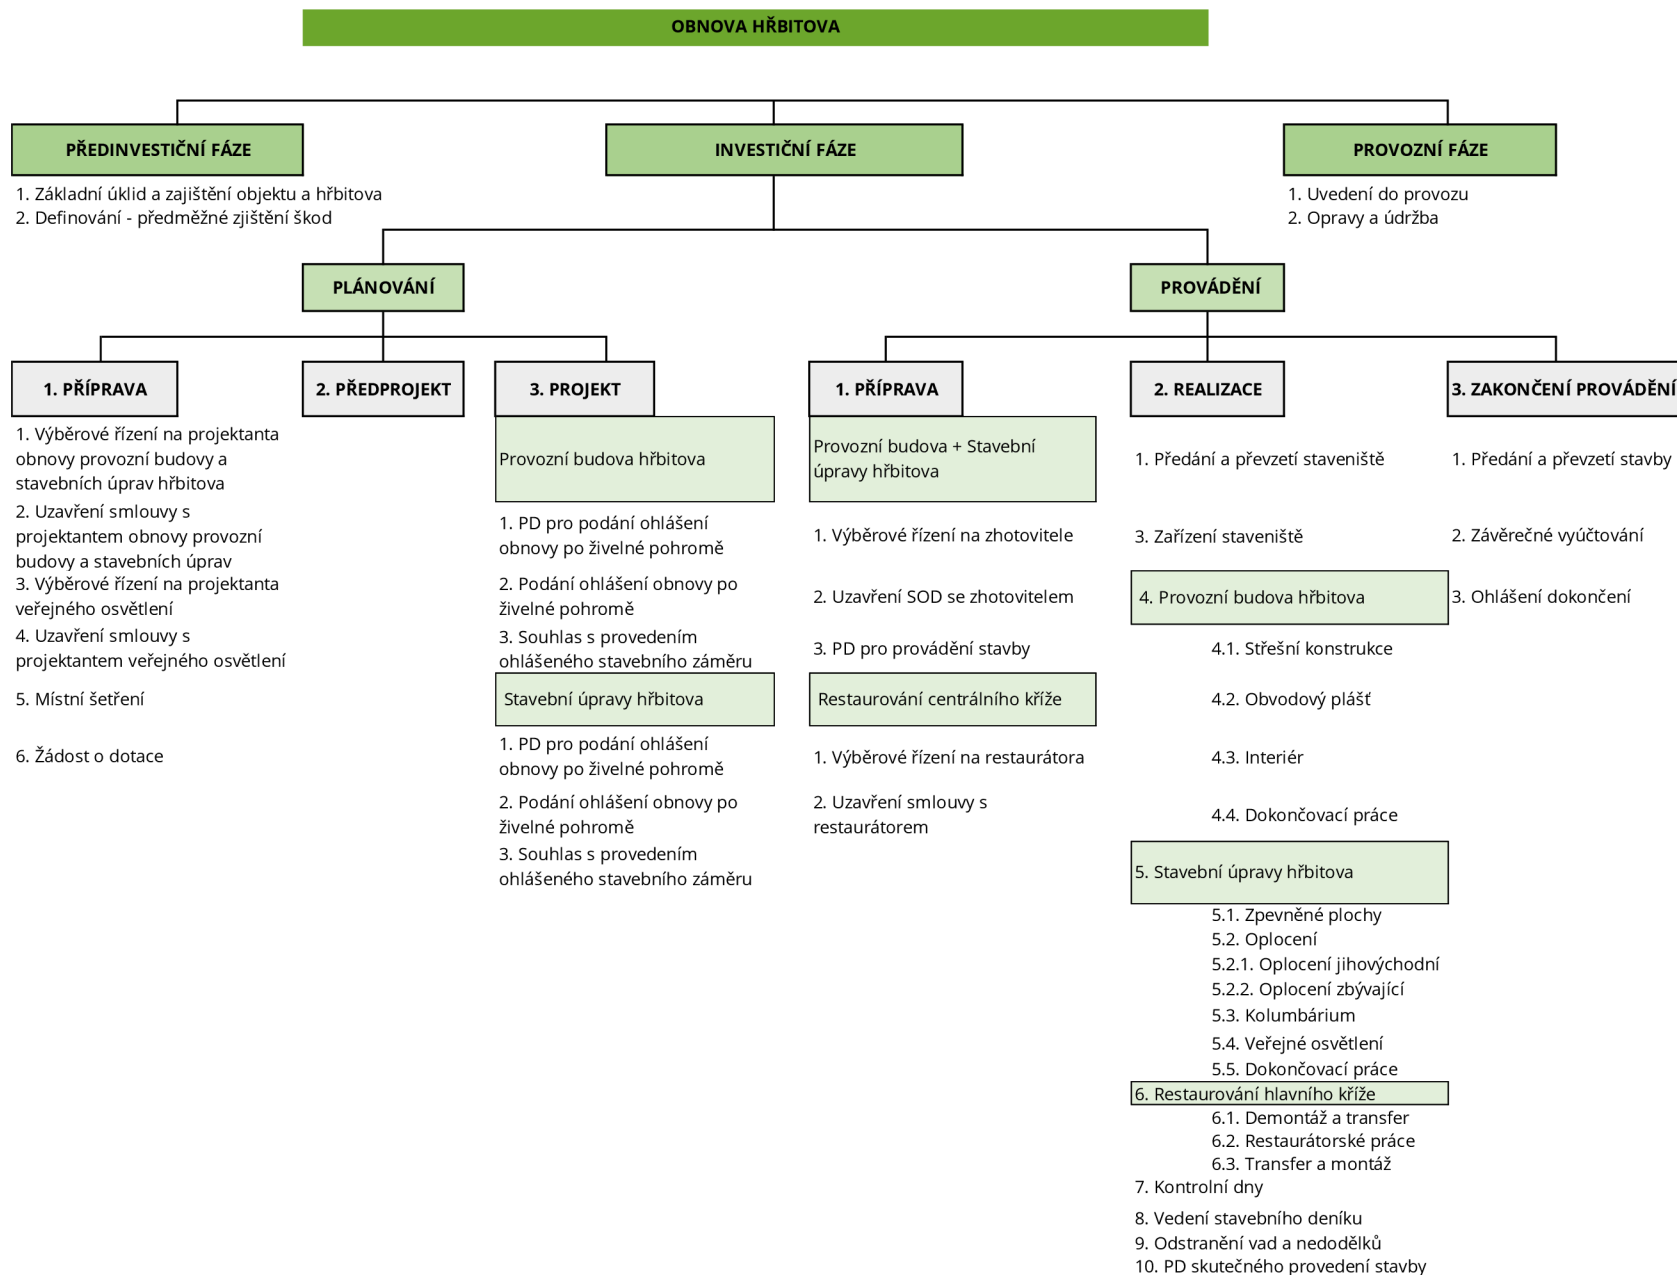 OBNOVA HŘBITOVA
PŘEDINVESTIČNÍ FÁZE
1. Základní úklid a zajištění objektu a hřbitova
2. Definování - předměžné zjištění škod
INVESTIČNÍ FÁZE
PROVOZNÍ FÁZE
1. Uvedení do provozu
2. Opravy a údržba
PLÁNOVÁNÍ
PROVÁDĚNÍ
1. PŘÍPRAVA
1. Výběrové řízení na projektanta
obnovy provozní budovy a
stavebních úprav hřbitova
2. Uzavření smlouvy s
projektantem obnovy provozní
budovy a stavebních úprav
3. Výběrové řízení na projektanta
veřejného osvětlení
4. Uzavření smlouvy s
projektantem veřejného osvětlení
5. Místní šetření
6. Žádost o dotace
2. PŘEDPROJEKT
3. PROJEKT
Provozní budova hřbitova
1. PD pro podání ohlášení
obnovy po živelné pohromě
2. Podání ohlášení obnovy po
živelné pohromě
3. Souhlas s provedením
ohlášeného stavebního záměru
Stavební úpravy hřbitova
1. PD pro podání ohlášení
obnovy po živelné pohromě
2. Podání ohlášení obnovy po
živelné pohromě
3. Souhlas s provedením
ohlášeného stavebního záměru
1. PŘÍPRAVA
Provozní budova + Stavební
úpravy hřbitova
1. Výběrové řízení na zhotovitele
2. Uzavření SOD se zhotovitelem
3. PD pro provádění stavby
Restaurování centrálního kříže
1. Výběrové řízení na restaurátora
2. Uzavření smlouvy s
restaurátorem
2. REALIZACE
1. Předání a převzetí staveniště
3. Zařízení staveniště
4. Provozní budova hřbitova
4.1. Střešní konstrukce
4.2. Obvodový plášť
4.3. Interiér
4.4. Dokončovací práce
5. Stavební úpravy hřbitova
5.1. Zpevněné plochy
5.2. Oplocení
5.2.1. Oplocení jihovýchodní
5.2.2. Oplocení zbývající
5.3. Kolumbárium
5.4. Veřejné osvětlení
5.5. Dokončovací práce
6. Restaurování hlavního kříže
6.1. Demontáž a transfer
6.2. Restaurátorské práce
6.3. Transfer a montáž
7. Kontrolní dny
8. Vedení stavebního deníku
9. Odstranění vad a nedodělků
10. PD skutečného provedení stavby
3. ZAKONČENÍ PROVÁDĚNÍ
1. Předání a převzetí stavby
2. Závěrečné vyúčtování
3. Ohlášení dokončení